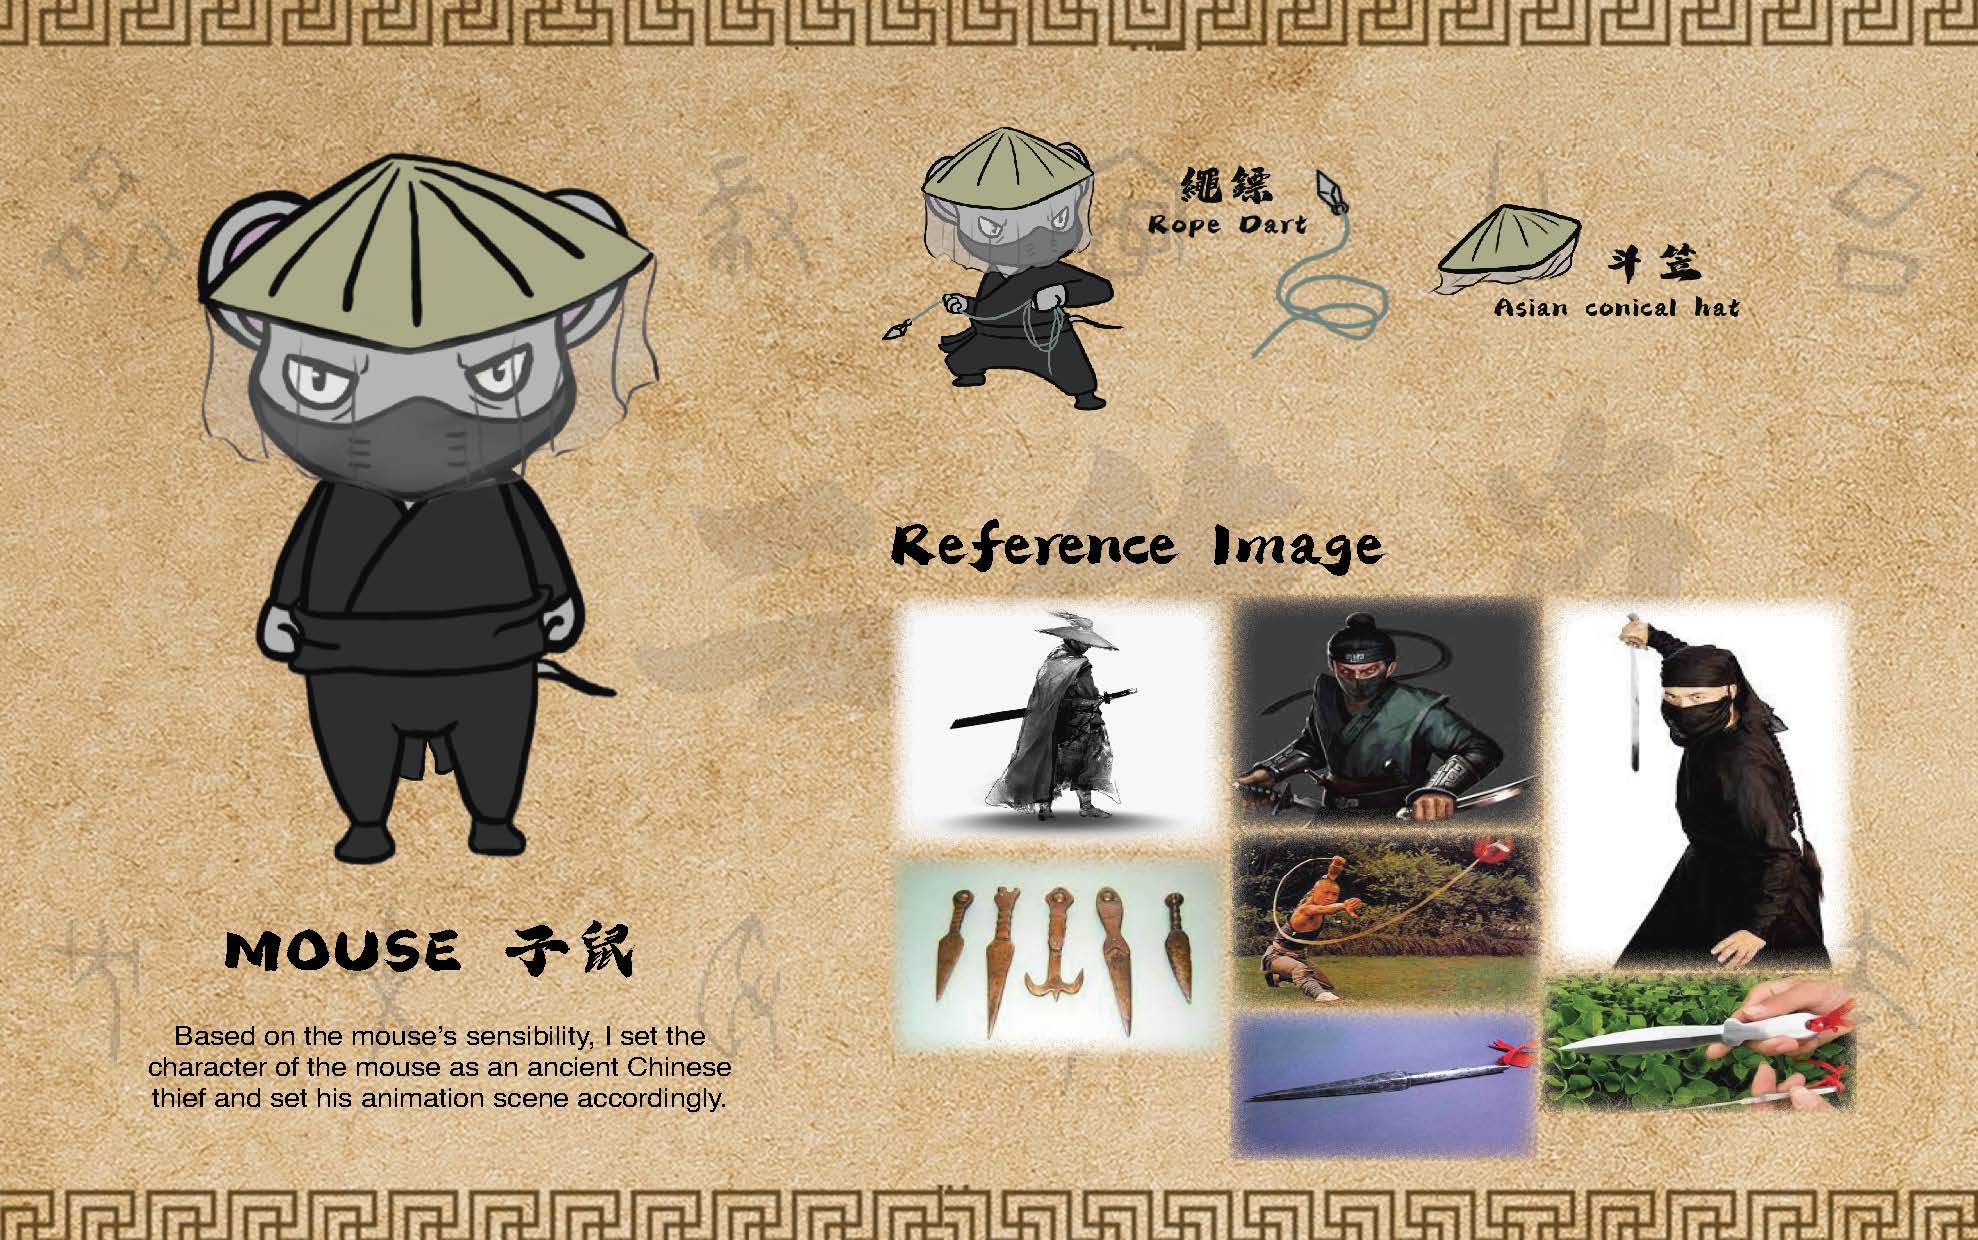 繩鏢
Rope Dart
斗笠
Asian conical hat
Reference Image
MOUSE 子鼠
Based on the mouse's sensibility, I set the
character of the mouse as an ancient Chinese
thief and set his animation scene accordingly.